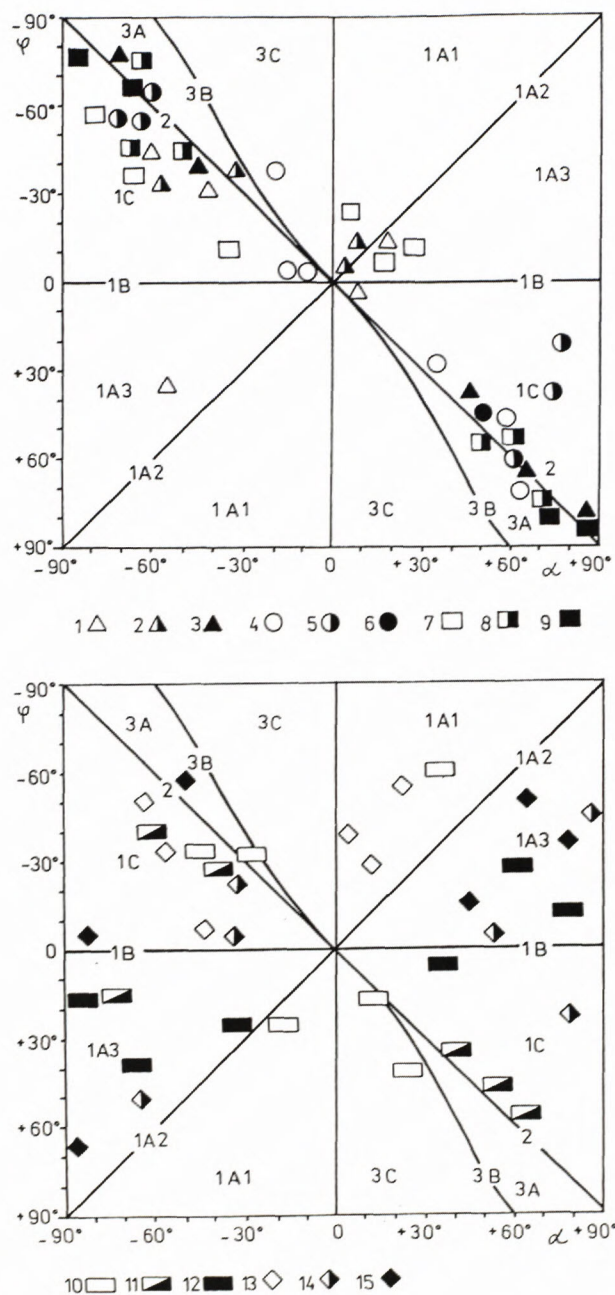 -90°
φ
-60°
-30°
0
+30°
+60°
+90°
3A
3C
1A1
3B
1A2
2
1A3
1C
1B
1B
1A3
1C
1A2
2
1A1
3C
3B
3A
-90° -60° -30° 0 +30° +60° α +90°
1 2 3 4 5 6 7 8 9
-90°
φ
-60°
-30°
0
+30°
+60°
+90°
3A
3C
1A1
3B
1A2
2
1A3
1C
1B
1B
1A3
1C
1A2
2
1A1
3C
3B
3A
-90° -60° -30° 0 +30° +60° α +90°
10 11 12 13 14 15